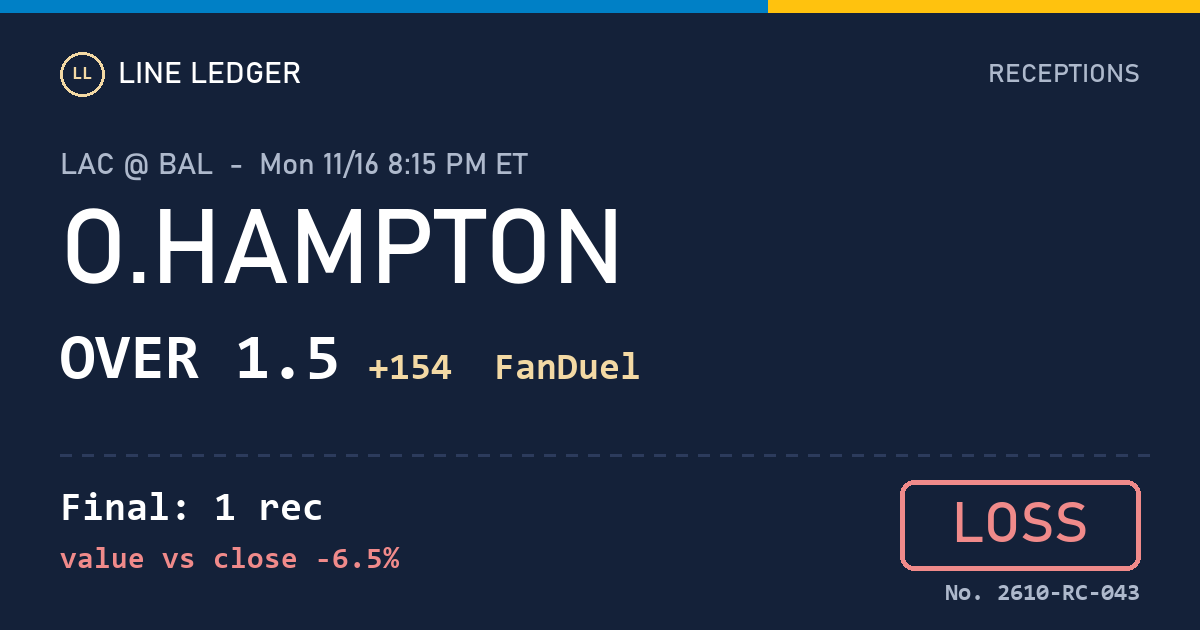 LL LINE LEDGER
RECEPTIONS
LAC @ BAL - Mon 11/16 8:15 PM ET
O.HAMPTON
OVER 1.5 +154 FanDuel
Final: 1 rec
value vs close -6.5%
LOSS
No. 2610-RC-043